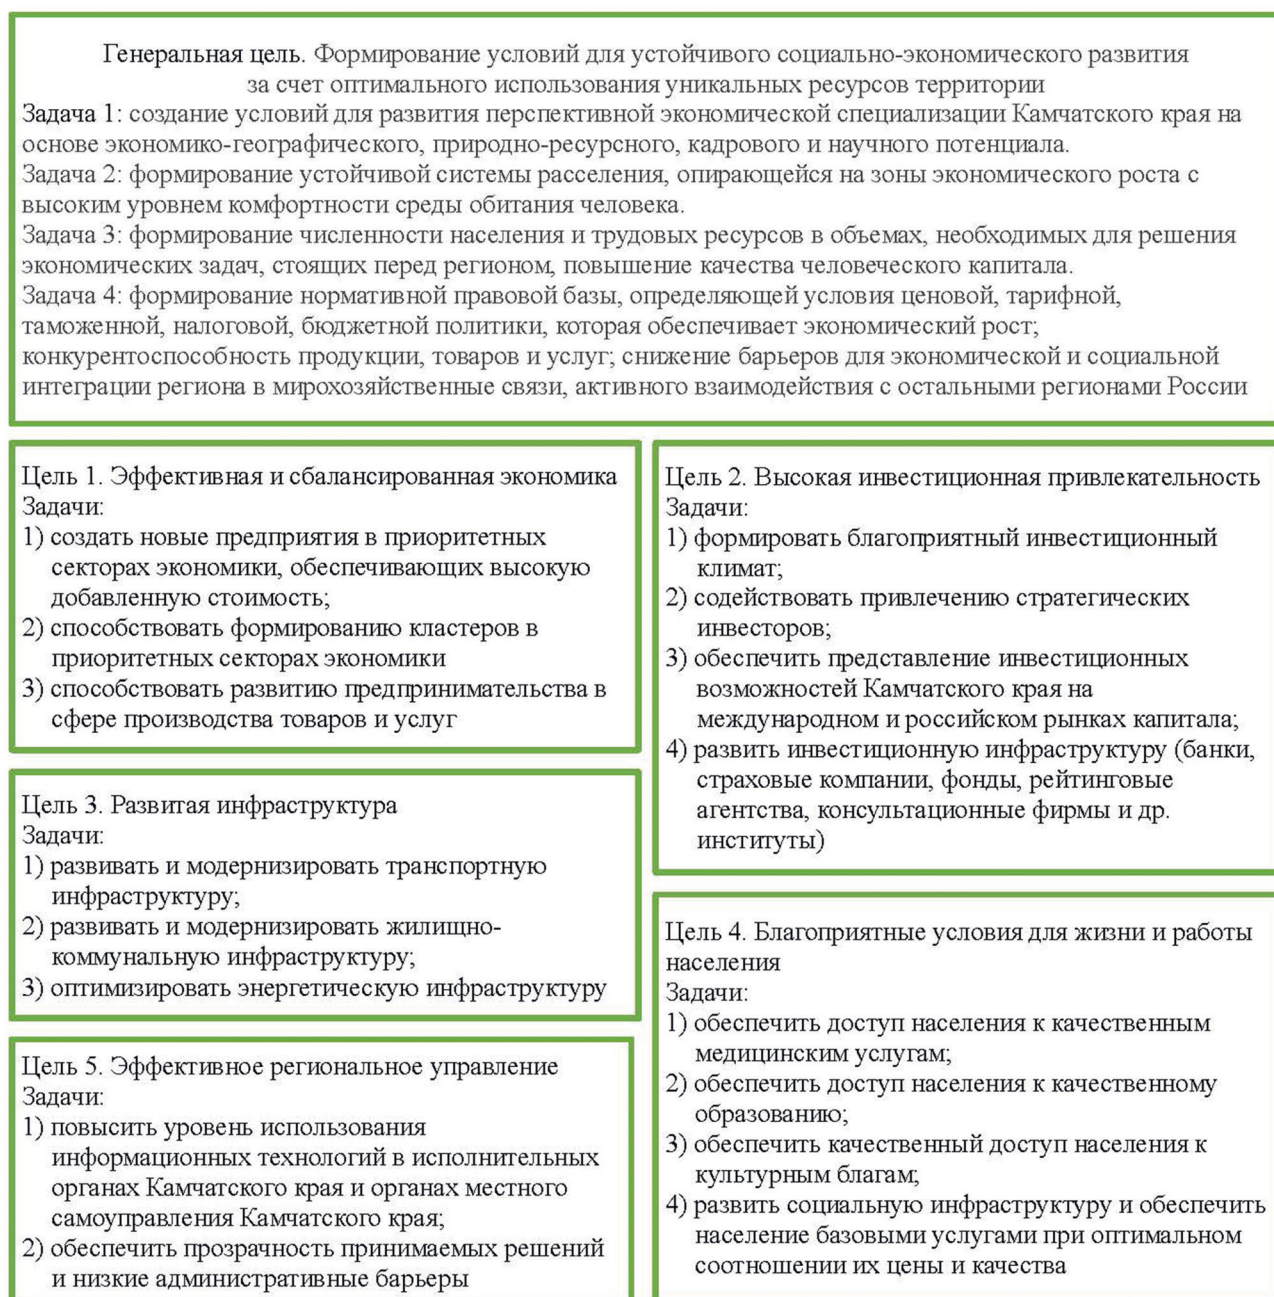 Генеральная цель. Формирование условий для устойчивого социально-экономического развития
за счет оптимального использования уникальных ресурсов территории
Задача 1: создание условий для развития перспективной экономической специализации Камчатского края на
основе экономико-географического, природно-ресурсного, кадрового и научного потенциала.
Задача 2: формирование устойчивой системы расселения, опирающейся на зоны экономического роста с
высоким уровнем комфортности среды обитания человека.
Задача 3: формирование численности населения и трудовых ресурсов в объемах, необходимых для решения
экономических задач, стоящих перед регионом, повышение качества человеческого капитала.
Задача 4: формирование нормативной правовой базы, определяющей условия ценовой, тарифной,
таможенной, налоговой, бюджетной политики, которая обеспечивает экономический рост;
конкурентоспособность продукции, товаров и услуг; снижение барьеров для экономической и социальной
интеграции региона в мирохозяйственные связи, активного взаимодействия с остальными регионами России
Цель 1. Эффективная и сбалансированная экономика
Задачи:
1) создать новые предприятия в приоритетных
секторах экономики, обеспечивающих высокую
добавленную стоимость;
2) способствовать формированию кластеров в
приоритетных секторах экономики
3) способствовать развитию предпринимательства в
сфере производства товаров и услуг
Цель 2. Высокая инвестиционная привлекательность
Задачи:
1) формировать благоприятный инвестиционный
климат;
2) содействовать привлечению стратегических
инвесторов;
3) обеспечить представление инвестиционных
возможностей Камчатского края на
международном и российском рынках капитала;
4) развить инвестиционную инфраструктуру (банки,
страховые компании, фонды, рейтинговые
агентства, консультационные фирмы и др.
институты)
Цель 3. Развитая инфраструктура
Задачи:
1) развивать и модернизировать транспортную
инфраструктуру;
2) развивать и модернизировать жилищно-
коммунальную инфраструктуру;
3) оптимизировать энергетическую инфраструктуру
Цель 4. Благоприятные условия для жизни и работы
населения
Задачи:
1) обеспечить доступ населения к качественным
медицинским услугам;
2) обеспечить доступ населения к качественному
образованию;
3) обеспечить качественный доступ населения к
культурным благам;
4) развить социальную инфраструктуру и обеспечить
население базовыми услугами при оптимальном
соотношении их цены и качества
Цель 5. Эффективное региональное управление
Задачи:
1) повысить уровень использования
информационных технологий в исполнительных
органах Камчатского края и органах местного
самоуправления Камчатского края;
2) обеспечить прозрачность принимаемых решений
и низкие административные барьеры